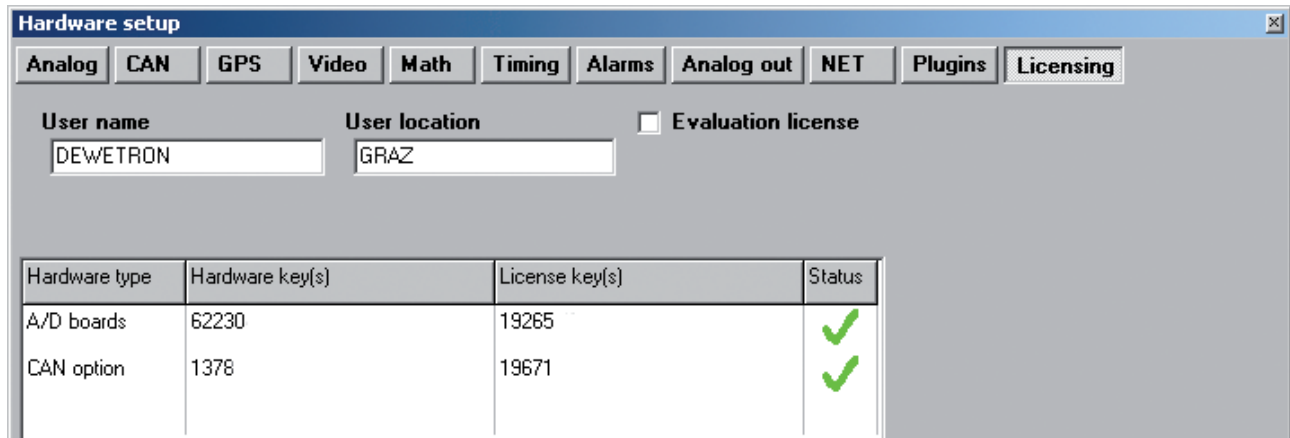 Hardware setup
Analog CAN GPS Video Math Timing Alarms Analog out NET Plugins Licensing
User name User location Evaluation license
DEWETRON GRAZ
Hardware type Hardware key(s) License key(s) Status
A/D boards 62230 19265
CAN option 1378 19671